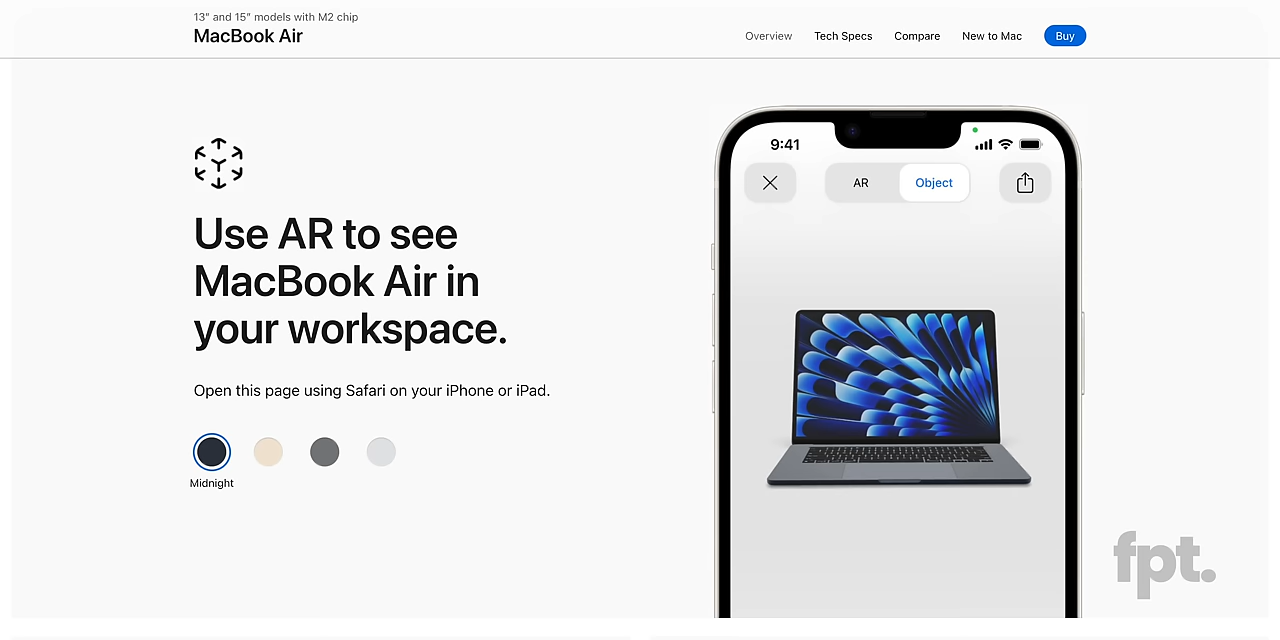 13” and 15” models with M2 chip
MacBook Air
Overview Tech Specs Compare New to Mac Buy
Use AR to see
MacBook Air in
your workspace.
Open this page using Safari on your iPhone or iPad.
Midnight
9:41
AR Object
fpt.